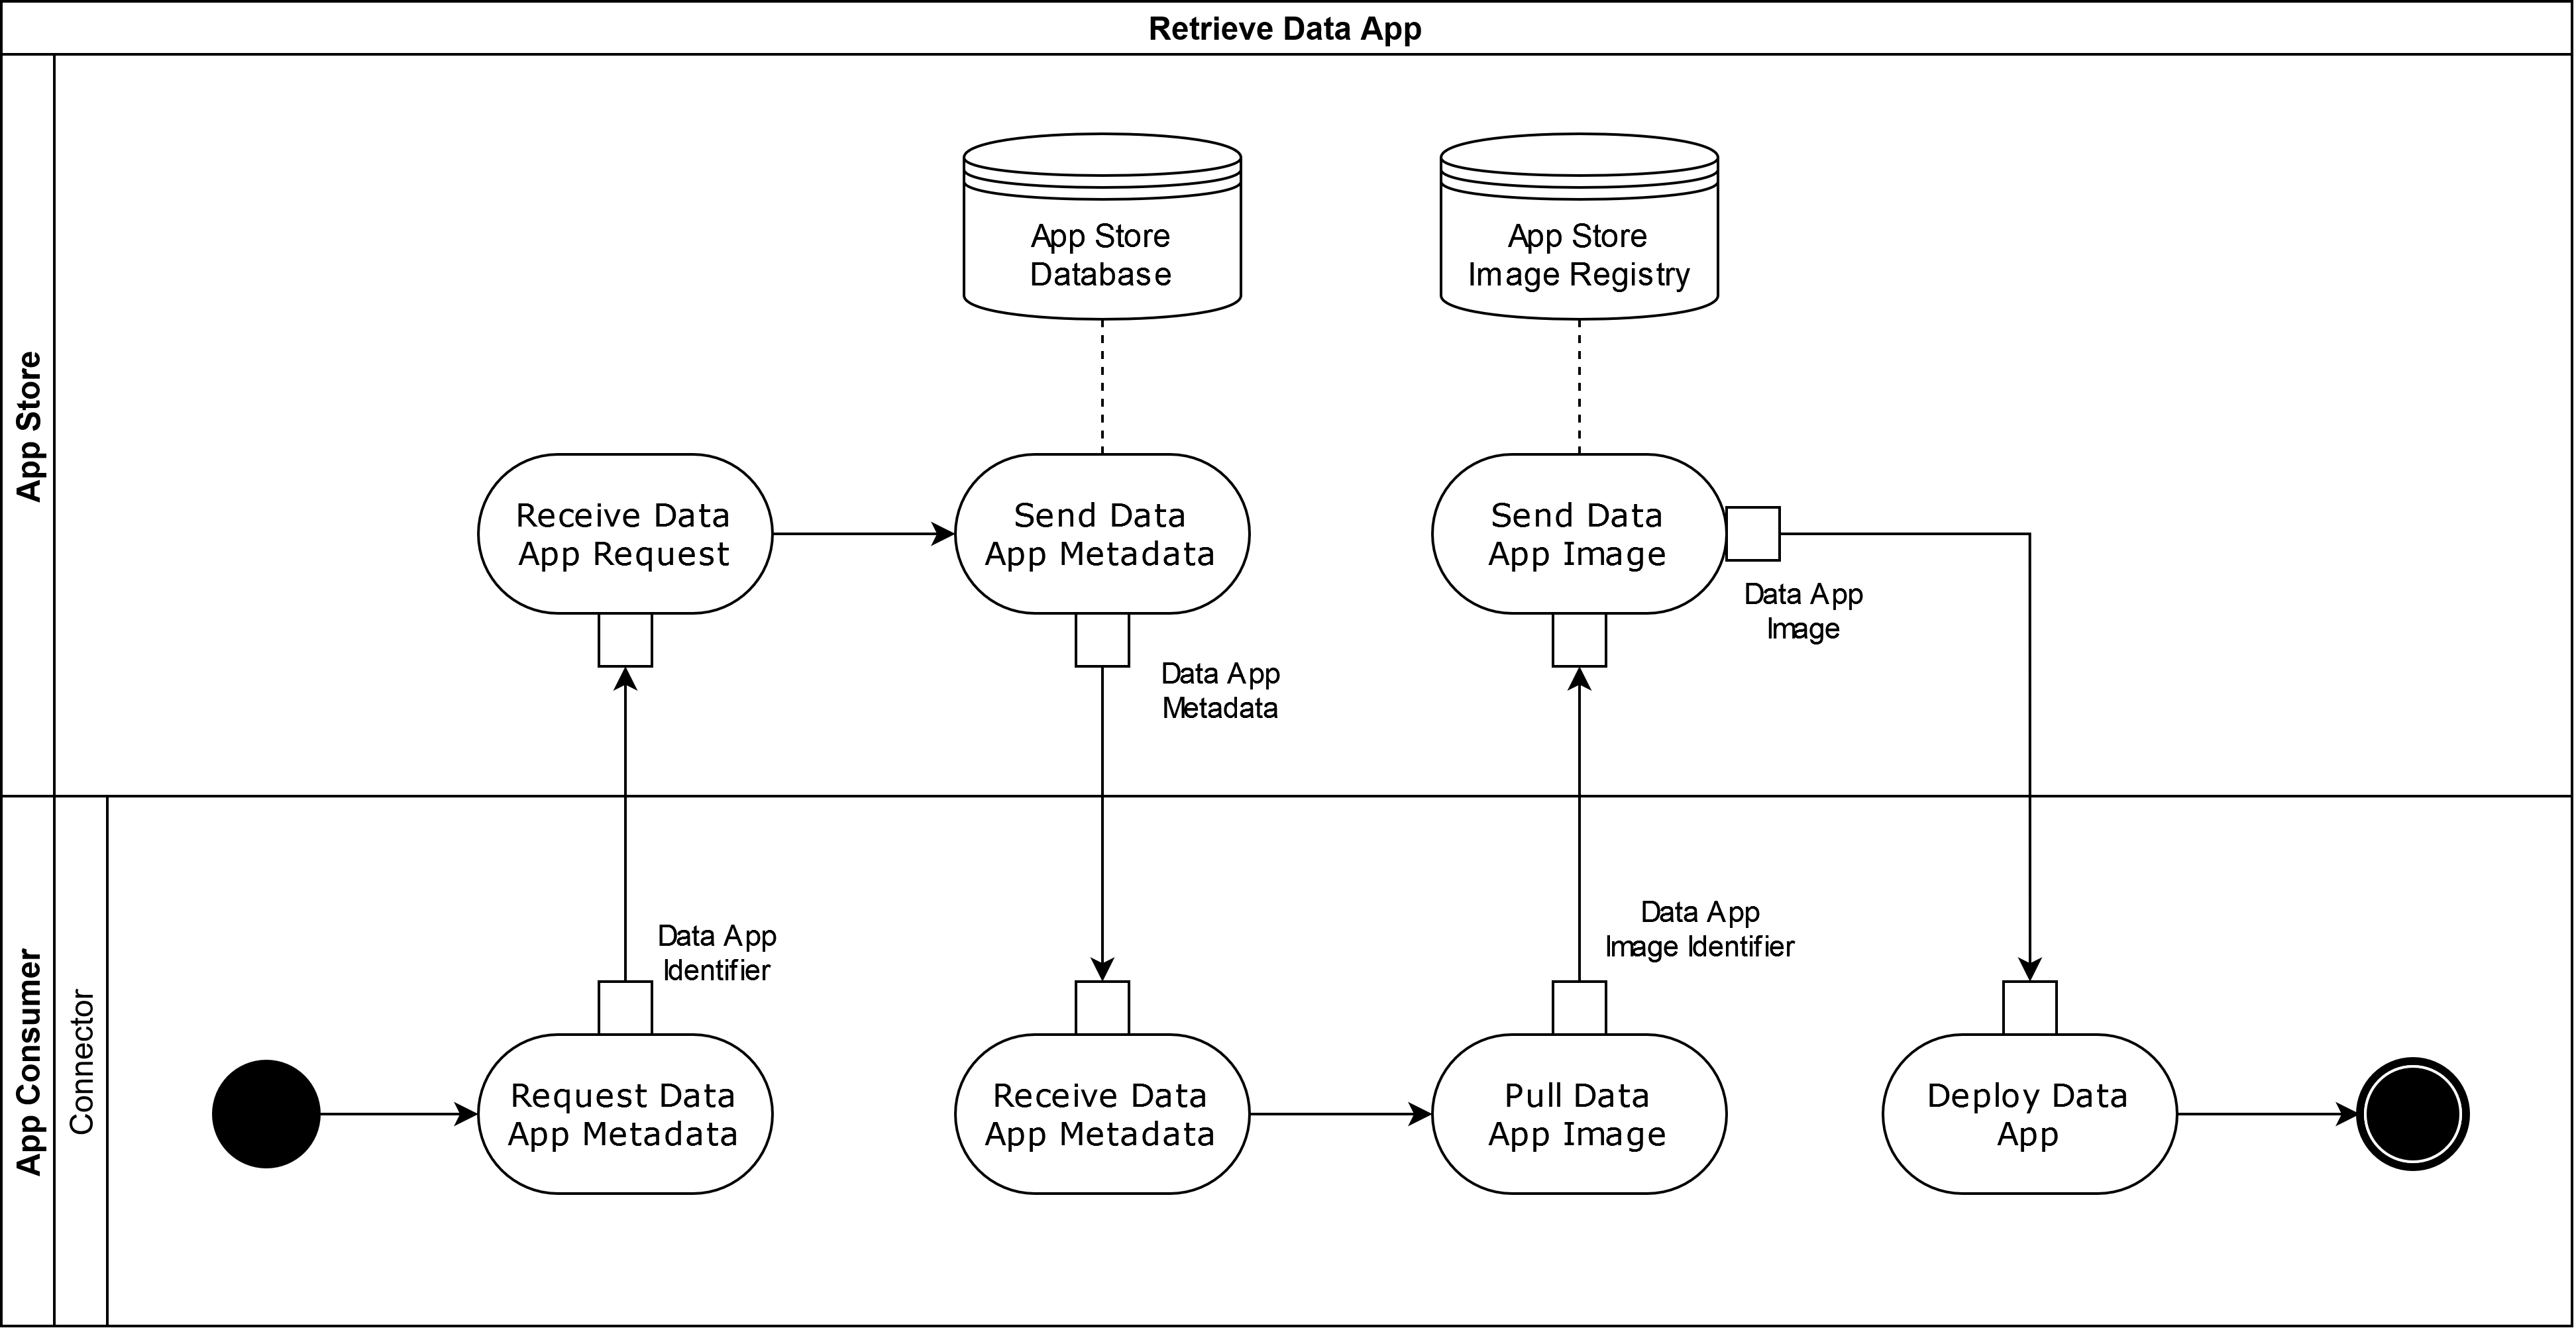 Retrieve Data App
App Store
App Store
Database
App Store
Image Registry
Receive Data
App Request
Send Data
App Metadata
Send Data
App Image
Data App
Image
Data App
Metadata
App Consumer
Connector
Data App
Identifier
Data App
Image Identifier
Request Data
App Metadata
Receive Data
App Metadata
Pull Data
App Image
Deploy Data
App